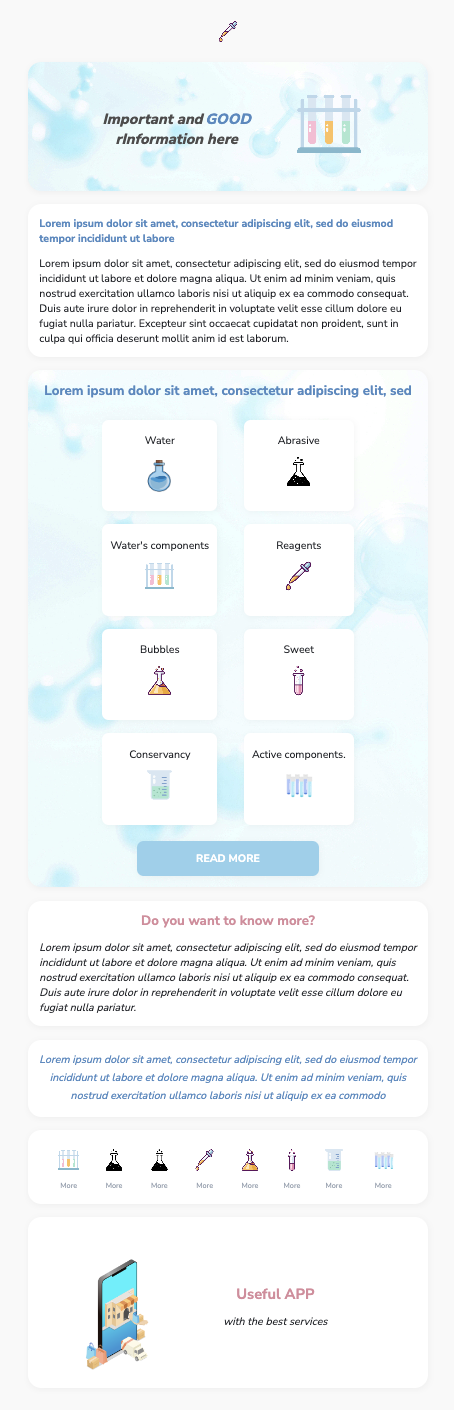 Important and GOOD
rInformation here
Lorem ipsum dolor sit amet, consectetur adipiscing elit, sed do eiusmod
tempor incididunt ut labore
Lorem ipsum dolor sit amet, consectetur adipiscing elit, sed do eiusmod tempor
incididunt ut labore et dolore magna aliqua. Ut enim ad minim veniam, quis
nostrud exercitation ullamco laboris nisi ut aliquip ex ea commodo consequat.
Duis aute irure dolor in reprehenderit in voluptate velit esse cillum dolore eu
fugiat nulla pariatur. Excepteur sint occaecat cupidatat non proident, sunt in
culpa qui officia deserunt mollit anim id est laborum.
Lorem ipsum dolor sit amet, consectetur adipiscing elit, sed
Water
Abrasive
Water's components
Reagents
Bubbles
Sweet
Conservancy
Active components.
READ MORE
Do you want to know more?
Lorem ipsum dolor sit amet, consectetur adipiscing elit, sed do eiusmod tempor
incididunt ut labore et dolore magna aliqua. Ut enim ad minim veniam, quis
nostrud exercitation ullamco laboris nisi ut aliquip ex ea commodo consequat.
Duis aute irure dolor in reprehenderit in voluptate velit esse cillum dolore eu
fugiat nulla pariatur.
Lorem ipsum dolor sit amet, consectetur adipiscing elit, sed do eiusmod tempor
incididunt ut labore et dolore magna aliqua. Ut enim ad minim veniam, quis
nostrud exercitation ullamco laboris nisi ut aliquip ex ea commodo
More More More More More More More More
Useful APP
with the best services